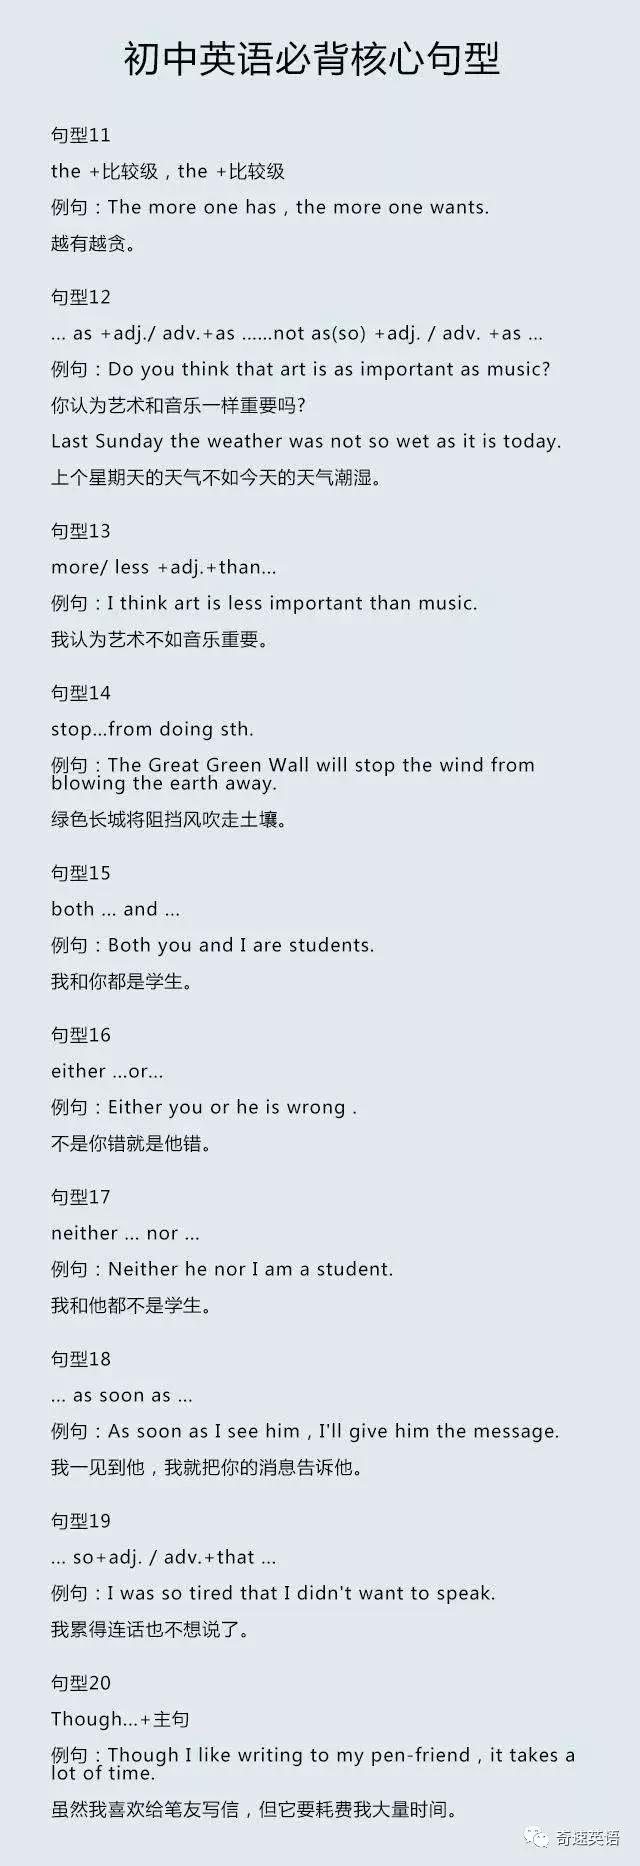 初中英语必背核心句型
句型11
the +比较级，the +比较级
例句：The more one has，the more one wants.
越有越贪。
句型12
... as +adj./ adv.+as ......not as(so) +adj. / adv. +as ...
例句：Do you think that art is as important as music?
你认为艺术和音乐一样重要吗?
Last Sunday the weather was not so wet as it is today.
上个星期天的天气不如今天的天气潮湿。
句型13
more/ less +adj.+than...
例句：I think art is less important than music.
我认为艺术不如音乐重要。
句型14
stop...from doing sth.
例句：The Great Green Wall will stop the wind from
blowing the earth away.
绿色长城将阻挡风吹走土壤。
句型15
both ... and ...
例句：Both you and I are students.
我和你都是学生。
句型16
either ...or...
例句：Either you or he is wrong .
不是你错就是他错。
句型17
neither ... nor ...
例句：Neither he nor I am a student.
我和他都不是学生。
句型18
... as soon as ...
例句：As soon as I see him，I'll give him the message.
我一见到他，我就把你的消息告诉他。
句型19
... so+adj. / adv.+that ...
例句：I was so tired that I didn't want to speak.
我累得连话也不想说了。
句型20
Though...+主句
例句：Though I like writing to my pen-friend，it takes a
lot of time.
虽然我喜欢给笔友写信，但它要耗费我大量时间。
奇速英语